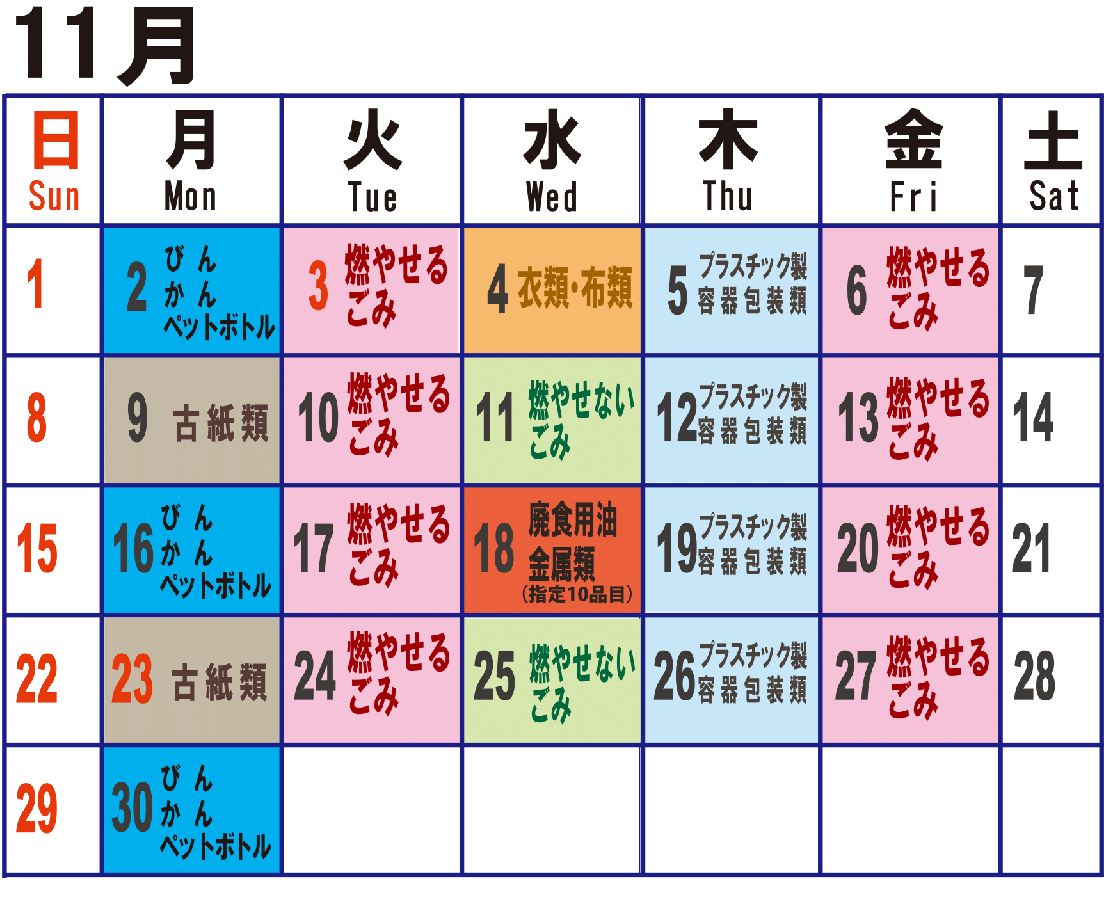 11月
日 月 火 水 木 金 土
Sun Mon Tue Wed Thu Fri Sat
1
2 びん
かん
ペットボトル
3 燃やせる
ごみ
4 衣類・布類
5 プラスチック製
容器包装類
6 燃やせる
ごみ
7
8
9 古紙類
10 燃やせる
ごみ
11 燃やせない
ごみ
12 プラスチック製
容器包装類
13 燃やせる
ごみ
14
15
16 びん
かん
ペットボトル
17 燃やせる
ごみ
18 廃食用油
金属類
(指定10品目)
19 プラスチック製
容器包装類
20 燃やせる
ごみ
21
22
23 古紙類
24 燃やせる
ごみ
25 燃やせない
ごみ
26 プラスチック製
容器包装類
27 燃やせる
ごみ
28
29
30 びん
かん
ペットボトル